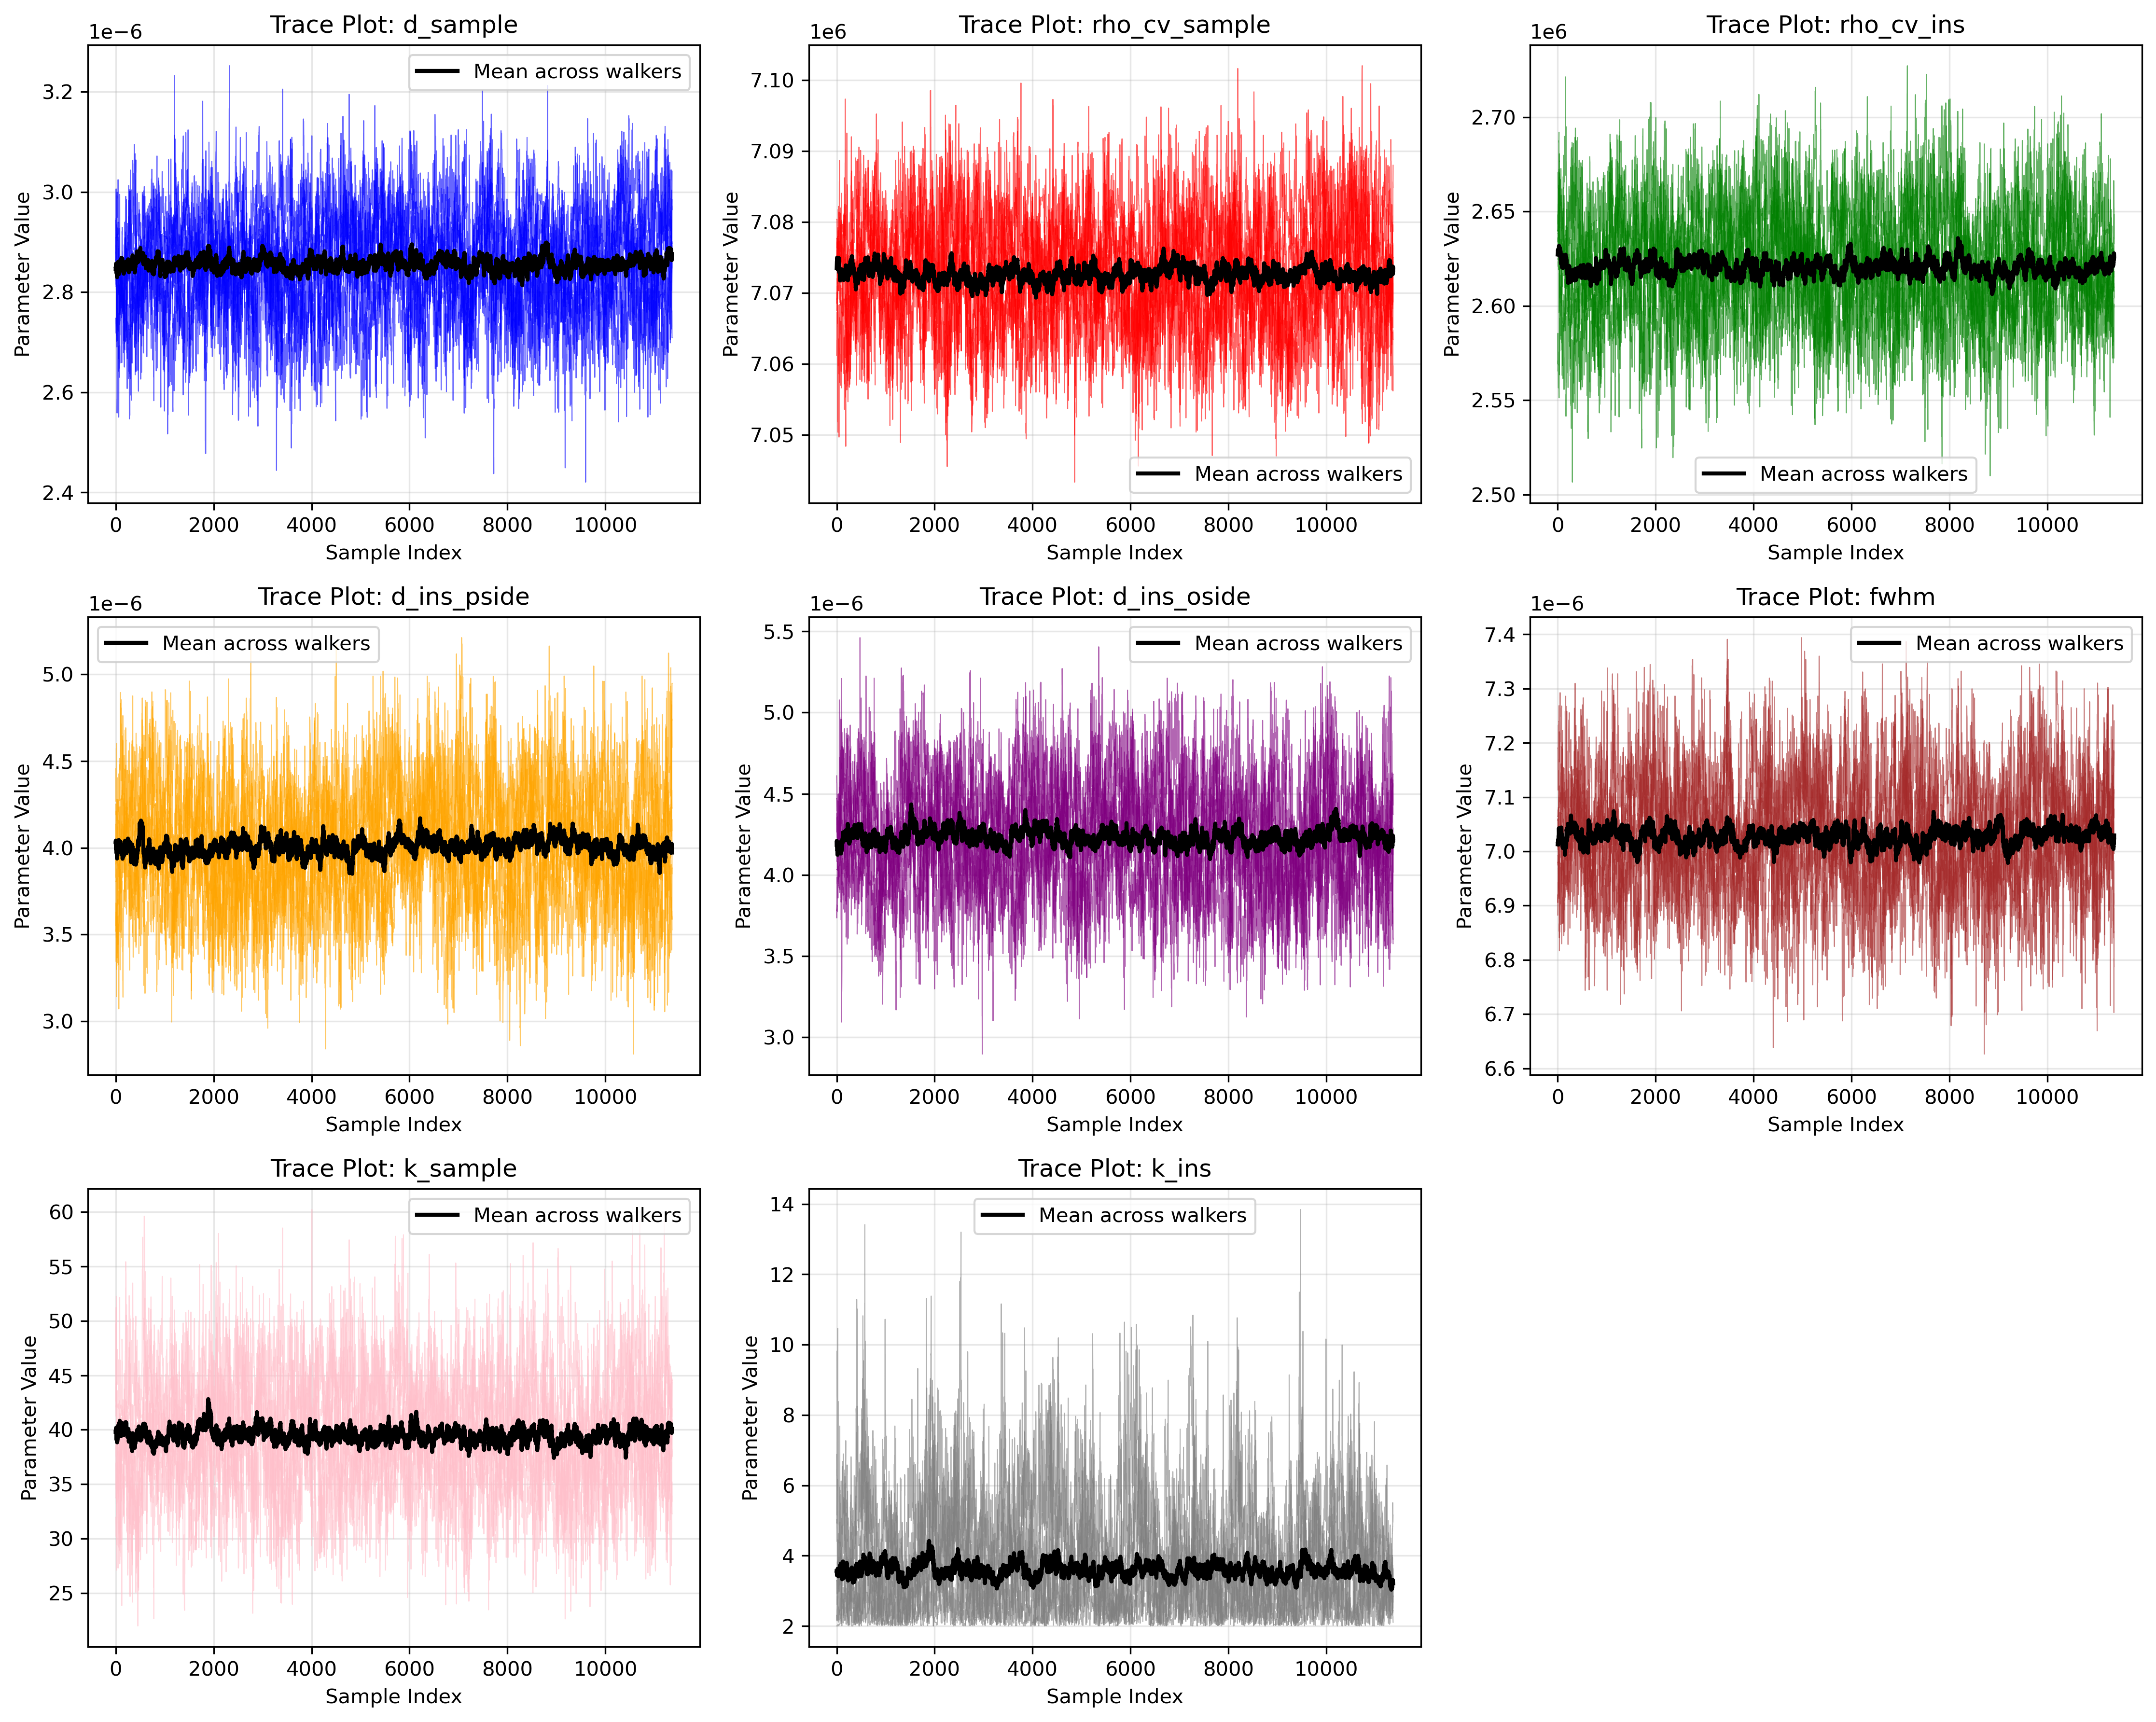 Trace Plot: d_sample
1e−6
Mean across walkers
3.2
3.0
2.8
2.6
2.4
Parameter Value
0 2000 4000 6000 8000 10000
Sample Index
Trace Plot: rho_cv_sample
1e6
7.10
7.09
7.08
7.07
7.06
7.05
Parameter Value
Mean across walkers
0 2000 4000 6000 8000 10000
Sample Index
Trace Plot: rho_cv_ins
1e6
2.70
2.65
2.60
2.55
2.50
Parameter Value
Mean across walkers
0 2000 4000 6000 8000 10000
Sample Index
Trace Plot: d_ins_pside
1e−6
Mean across walkers
5.0
4.5
4.0
3.5
3.0
Parameter Value
0 2000 4000 6000 8000 10000
Sample Index
Trace Plot: d_ins_oside
1e−6
Mean across walkers
5.5
5.0
4.5
4.0
3.5
3.0
Parameter Value
0 2000 4000 6000 8000 10000
Sample Index
Trace Plot: fwhm
1e−6
Mean across walkers
7.4
7.3
7.2
7.1
7.0
6.9
6.8
6.7
6.6
Parameter Value
0 2000 4000 6000 8000 10000
Sample Index
Trace Plot: k_sample
Mean across walkers
60
55
50
45
40
35
30
25
Parameter Value
0 2000 4000 6000 8000 10000
Sample Index
Trace Plot: k_ins
Mean across walkers
14
12
10
8
6
4
2
Parameter Value
0 2000 4000 6000 8000 10000
Sample Index